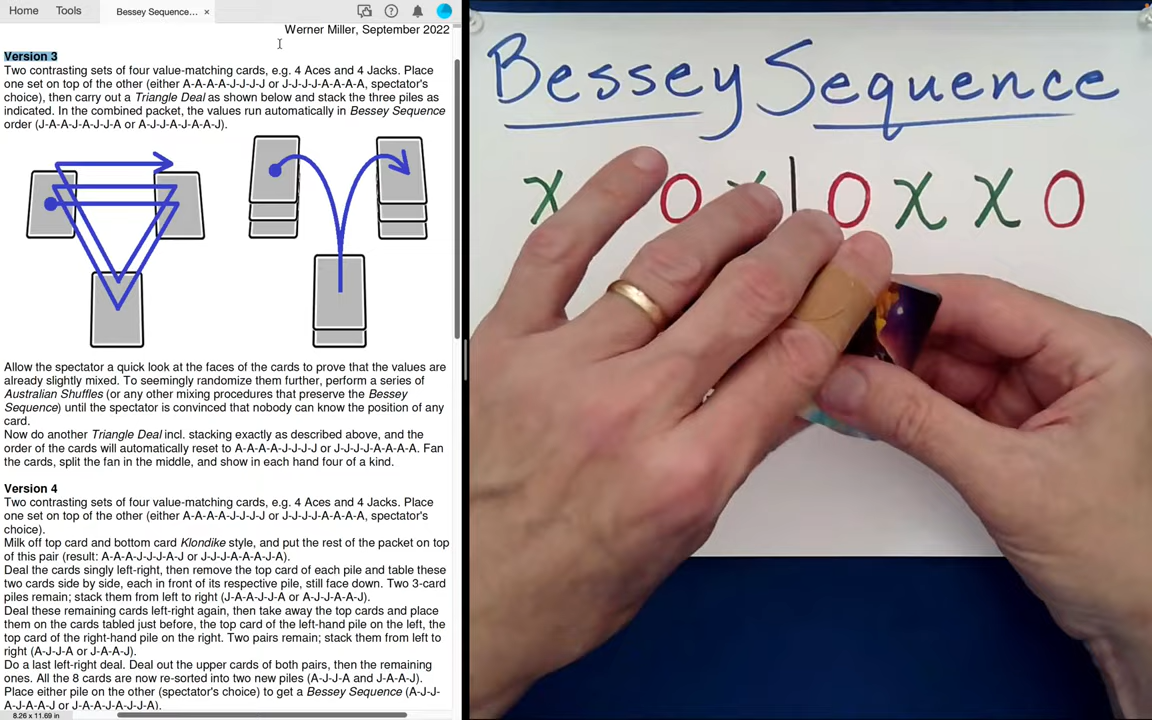 Home Tools Bessey Sequence... ×
Werner Miller, September 2022
Version 3
Two contrasting sets of four value-matching cards, e.g. 4 Aces and 4 Jacks. Place
one set on top of the other (either A-A-A-A-J-J-J-J or J-J-J-J-A-A-A-A, spectator's
choice), then carry out a Triangle Deal as shown below and stack the three piles as
indicated. In the combined packet, the values run automatically in Bessey Sequence
order (J-A-A-J-A-J-J-A or A-J-J-A-J-A-A-J).
Allow the spectator a quick look at the faces of the cards to prove that the values are
already slightly mixed. To seemingly randomize them further, perform a series of
Australian Shuffles (or any other mixing procedures that preserve the Bessey
Sequence) until the spectator is convinced that nobody can know the position of any
card.
Now do another Triangle Deal incl. stacking exactly as described above, and the
order of the cards will automatically reset to A-A-A-A-J-J-J-J or J-J-J-J-A-A-A-A. Fan
the cards, split the fan in the middle, and show in each hand four of a kind.
Version 4
Two contrasting sets of four value-matching cards, e.g. 4 Aces and 4 Jacks. Place
one set on top of the other (either A-A-A-A-J-J-J-J or J-J-J-J-A-A-A-A, spectator's
choice).
Milk off top card and bottom card Klondike style, and put the rest of the packet on top
of this pair (result: A-A-A-J-J-J-A-J or J-J-J-A-A-A-J-A).
Deal the cards singly left-right, then remove the top card of each pile and table these
two cards side by side, each in front of its respective pile, still face down. Two 3-card
piles remain; stack them from left to right (J-A-A-J-J-A or A-J-J-A-A-J).
Deal these remaining cards left-right again, then take away the top cards and place
them on the cards tabled just before, the top card of the left-hand pile on the left, the
top card of the right-hand pile on the right. Two pairs remain; stack them from left to
right (A-J-J-A or J-A-A-J).
Do a last left-right deal. Deal out the upper cards of both pairs, then the remaining
ones. All the 8 cards are now re-sorted into two new piles (A-J-J-A and J-A-A-J).
Place either pile on the other (spectator's choice) to get a Bessey Sequence (A-J-J-
A-J-A-A-J or J-A-A-J-A-J-J-A).
8.26 x 11.69 in
Bessey Sequence
X O X | O X X O